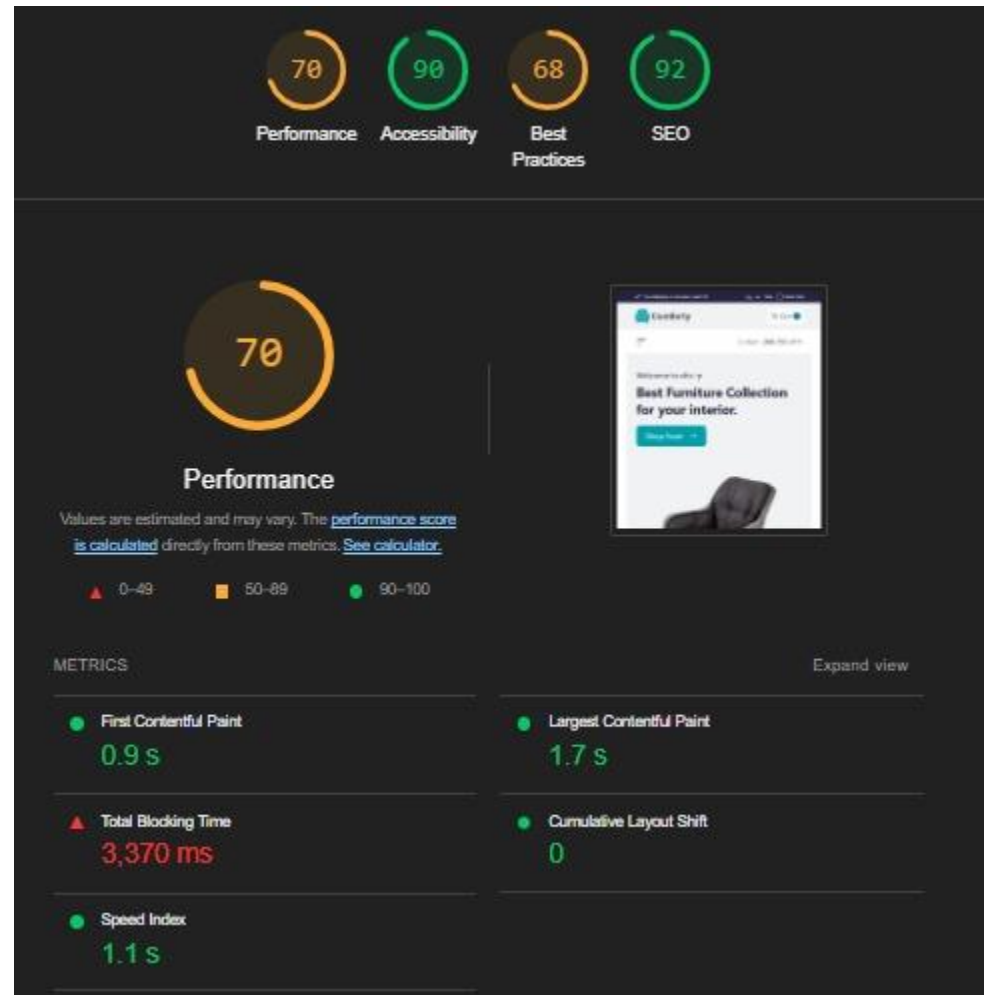 70
90
68
92
Performance
Accessibility
Best
Practices
SEO
70
Performance
Values are estimated and may vary. The performance score
is calculated directly from these metrics. See calculator.
0–49
50–89
90–100
Comforty
Best Furniture Collection
for your interior.
Shop Now
METRICS
Expand view
First Contentful Paint
0.9 s
Largest Contentful Paint
1.7 s
Total Blocking Time
3,370 ms
Cumulative Layout Shift
0
Speed Index
1.1 s